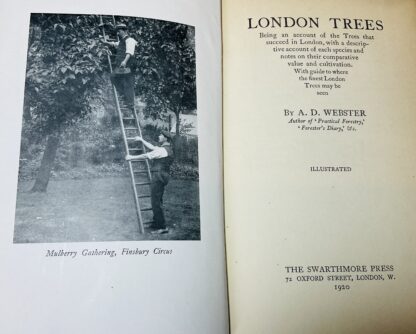 Mulberry Gathering, Finsbury Circus
LONDON TREES
Being an account of the Trees that
succeed in London, with a descrip-
tive account of each species and
notes on their comparative
value and cultivation.
With guide to where
the finest London
Trees may be
seen
By A. D. WEBSTER
Author of ‘Practical Forestry,’
‘Forester's Diary,’ &c.
ILLUSTRATED
THE SWARTHMORE PRESS
72 OXFORD STREET, LONDON, W.
1920